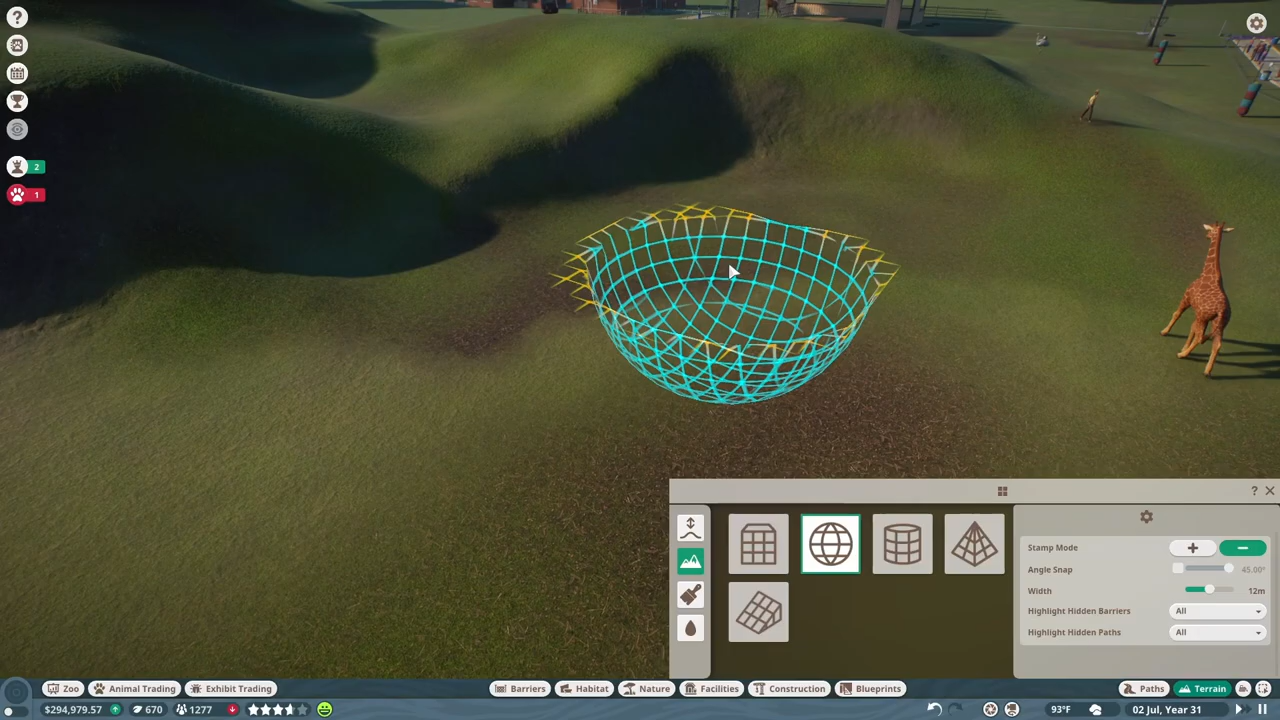 ?
2
1
?
Stamp Mode
Angle Snap 45.00°
Width 12m
Highlight Hidden Barriers All
Highlight Hidden Paths All
Zoo Animal Trading Exhibit Trading Barriers Habitat Nature Facilities Construction Blueprints Paths Terrain
$294,979.57 670 1277 93°F 02 Jul, Year 31